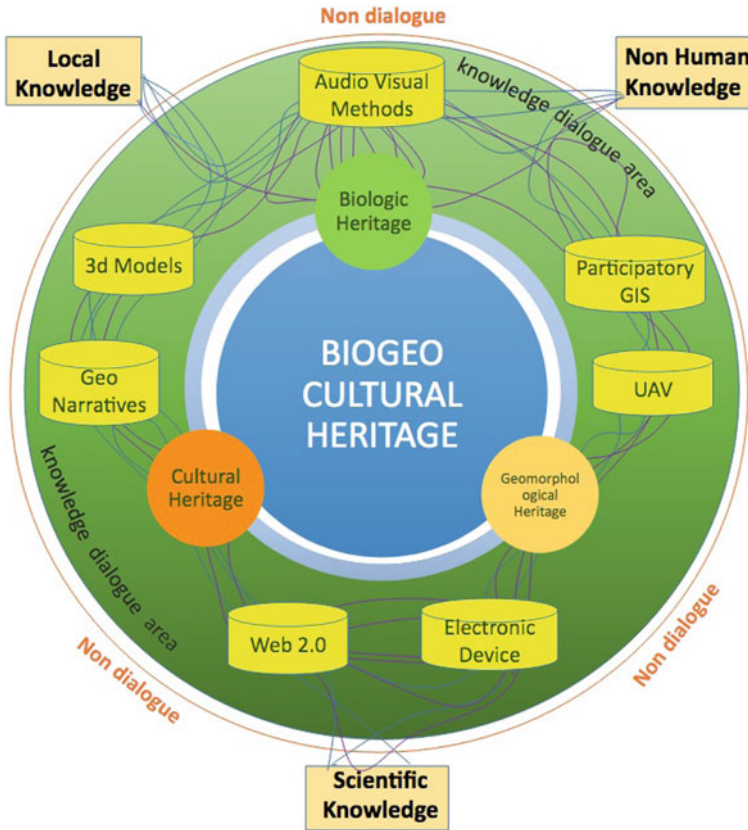 Non dialogue
Local
Knowledge
Non Human
Knowledge
Audio Visual
Methods
knowledge dialogue area
Biologic
Heritage
3d Models
Participatory
GIS
BIOGEO
CULTURAL
HERITAGE
Geo
Narratives
UAV
Cultural
Heritage
Geomorphol
ogical
Heritage
knowledge dialogue area
Web 2.0
Electronic
Device
Non dialogue
Non dialogue
Scientific
Knowledge